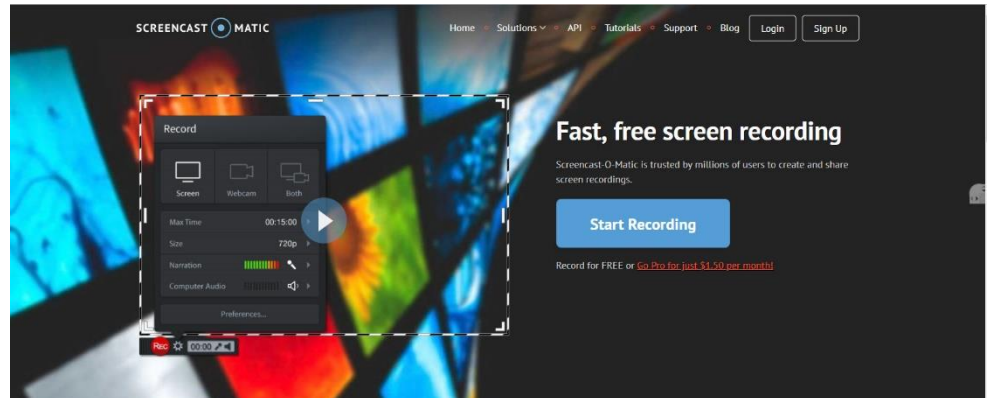 SCREENCAST O MATIC
Home Solutions API Tutorials Support Blog Login Sign Up
Record
Screen Webcam Both
Max Time 00:15:00
Size 720p
Narration
Computer Audio
Preferences...
Rec 00:00
Fast, free screen recording
Screencast-O-Matic is trusted by millions of users to create and share
screen recordings.
Start Recording
Record for FREE or Go Pro for just $1.50 per month!